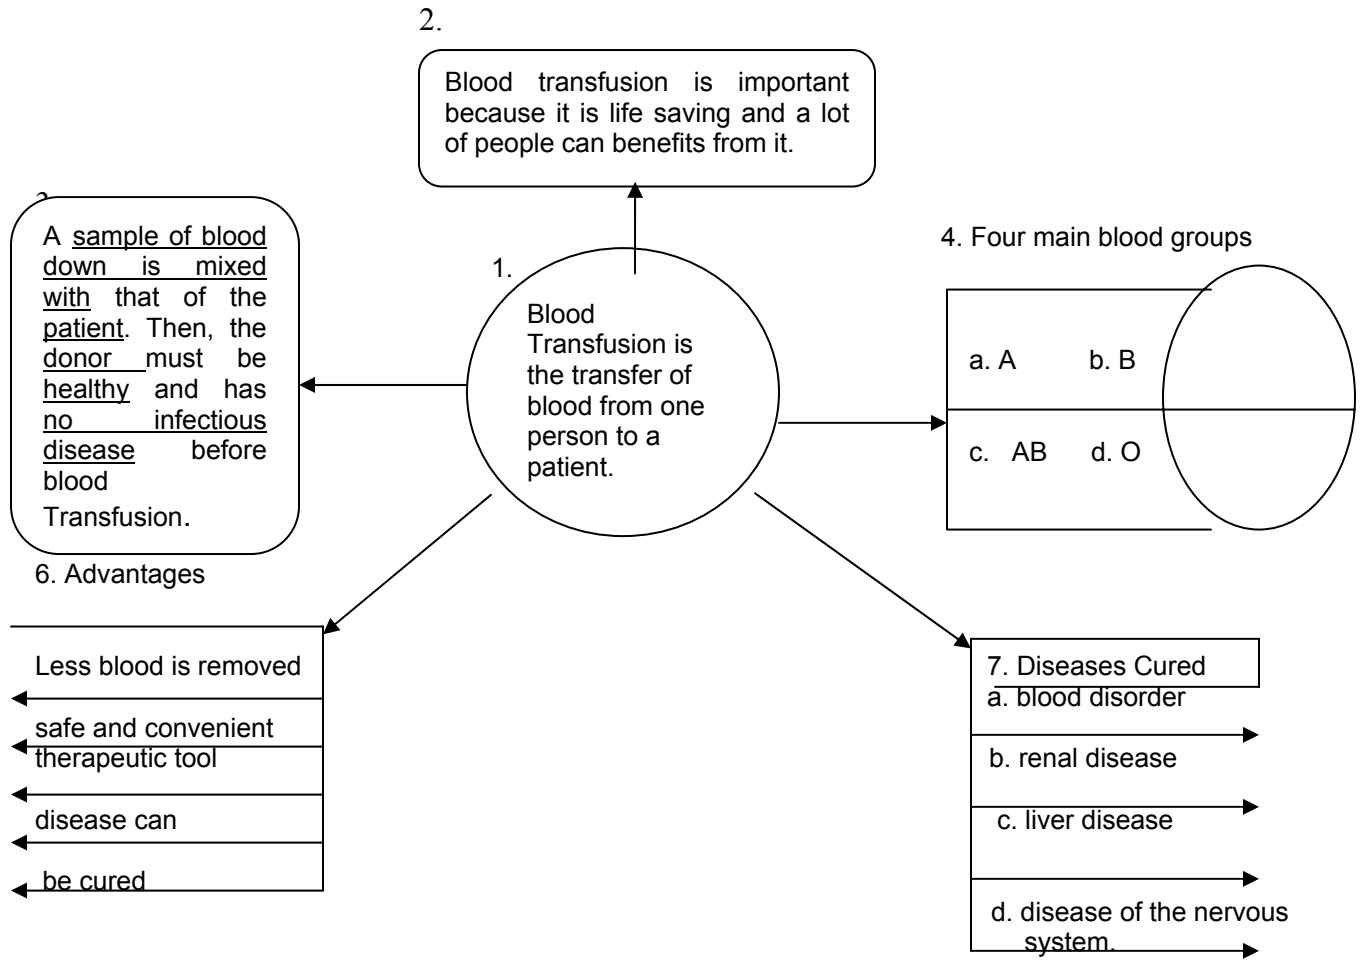 2.
Blood transfusion is important
because it is life saving and a lot
of people can benefits from it.
A sample of blood
down is mixed
with that of the
patient. Then, the
donor must be
healthy and has
no infectious
disease before
blood
Transfusion.
1.
Blood
Transfusion is
the transfer of
blood from one
person to a
patient.
4. Four main blood groups
a. A b. B
c. AB d. O
6. Advantages
Less blood is removed
safe and convenient
therapeutic tool
disease can
be cured
7. Diseases Cured
a. blood disorder
b. renal disease
c. liver disease
d. disease of the nervous
system.